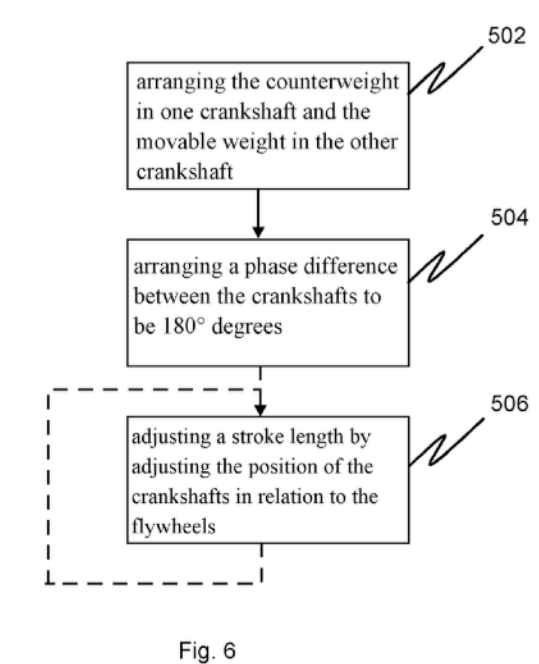 502
arranging the counterweight
in one crankshaft and the
movable weight in the other
crankshaft
504
arranging a phase difference
between the crankshafts to
be 180° degrees
506
adjusting a stroke length by
adjusting the position of the
crankshafts in relation to the
flywheels
Fig. 6